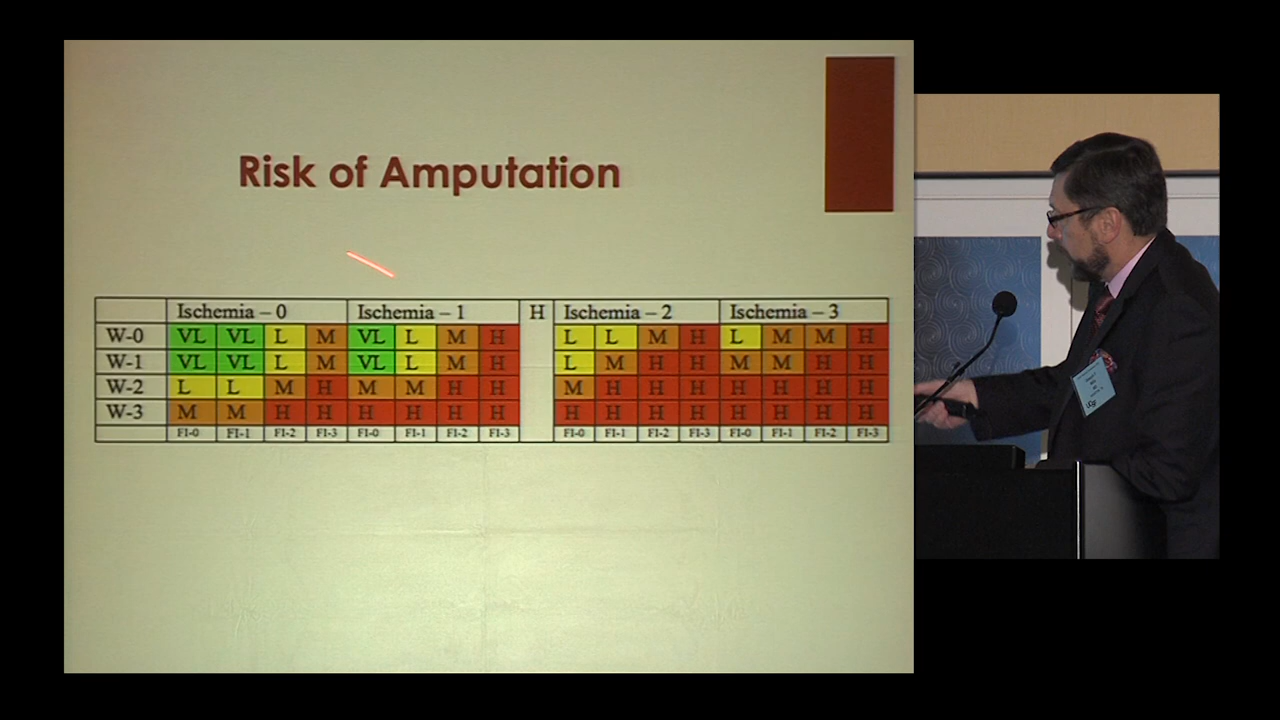 Risk of Amputation
Ischemia – 0 Ischemia – 1 H Ischemia – 2 Ischemia – 3
W-0 VL VL L M VL L M H L L M H L M M H
W-1 VL VL L M VL L M H L M H H M M H H
W-2 L L M H M M H H M H H H H H H H
W-3 M M H H H H H H H H H H H H H H
FI-0 FI-1 FI-2 FI-3 FI-0 FI-1 FI-2 FI-3 FI-0 FI-1 FI-2 FI-3 FI-0 FI-1 FI-2 FI-3